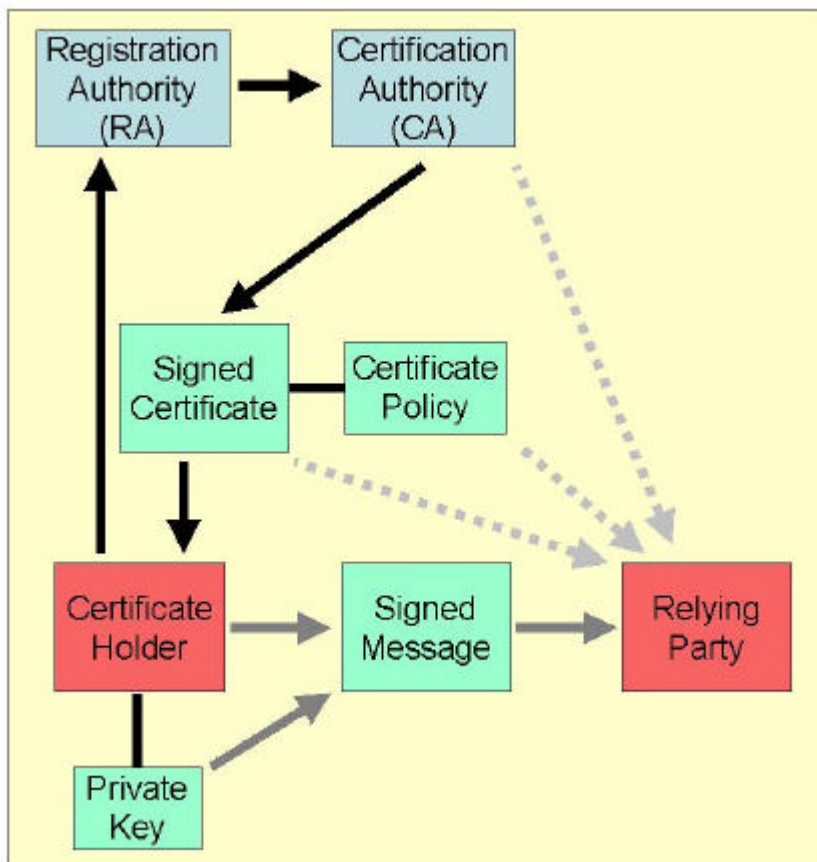 Registration
Authority
(RA)
Certification
Authority
(CA)
Signed
Certificate
Certificate
Policy
Certificate
Holder
Signed
Message
Relying
Party
Private
Key